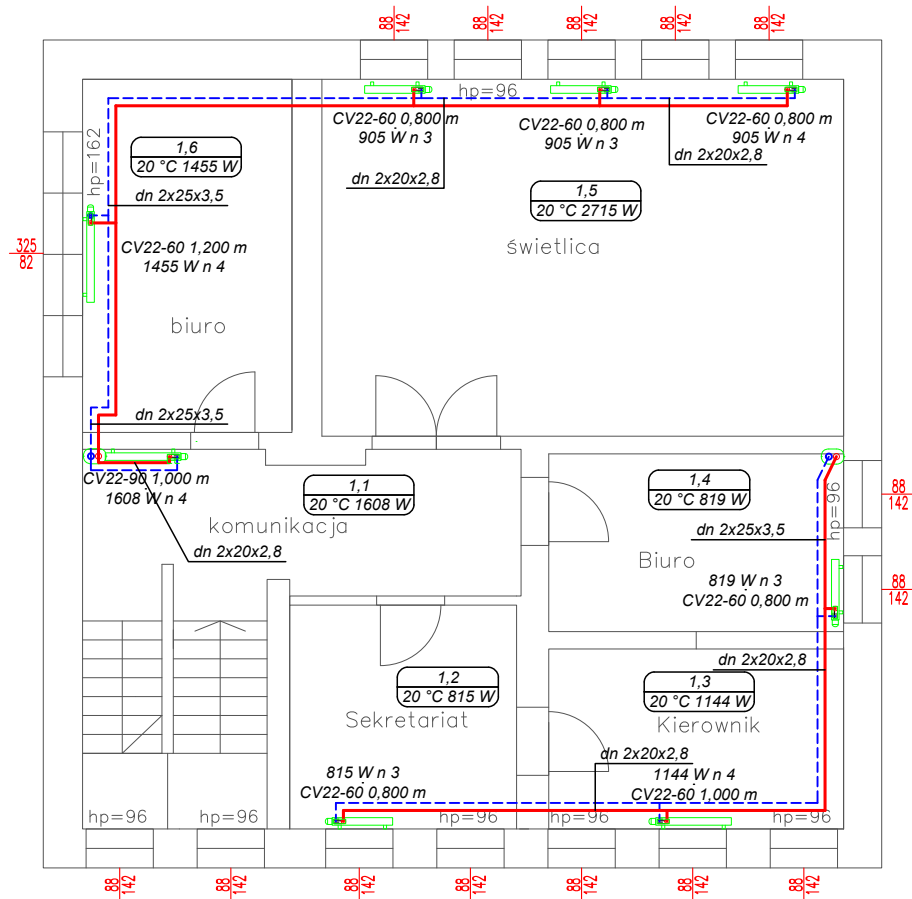 88
142
88
142
88
142
88
142
88
142
hp=96
CV22-60 0,800 m
905 W n 3
CV22-60 0,800 m
905 W n 3
CV22-60 0,800 m
905 W n 4
hp=162
1,6
20 °C 1455 W
dn 2x20x2,8
dn 2x20x2,8
dn 2x25x3,5
1,5
20 °C 2715 W
świetlica
325
82
CV22-60 1,200 m
1455 W n 4
biuro
dn 2x25x3,5
CV22-90 1,000 m
1608 W n 4
1,1
20 °C 1608 W
komunikacja
dn 2x20x2,8
1,4
20 °C 819 W
hp=96
88
142
dn 2x25x3,5
Biuro
819 W n 3
CV22-60 0,800 m
88
142
dn 2x20x2,8
1,2
20 °C 815 W
Sekretariat
1,3
20 °C 1144 W
Kierownik
dn 2x20x2,8
815 W n 3
CV22-60 0,800 m
1144 W n 4
CV22-60 1,000 m
hp=96
hp=96
hp=96
hp=96
hp=96
88
142
88
142
88
142
88
142
88
142
88
142
88
142